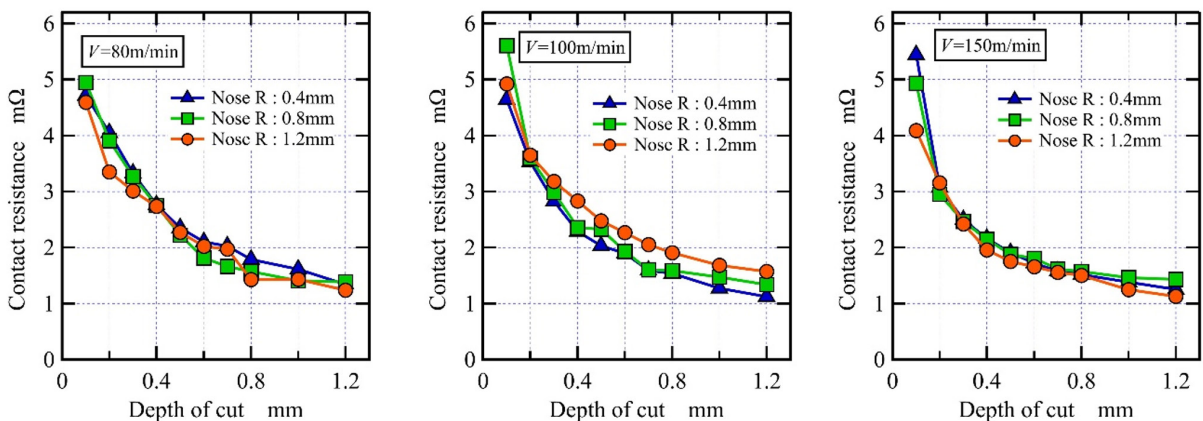 6
5
4
3
2
1
0
Contact resistance mΩ
V=80m/min
Nose R : 0.4mm
Nose R : 0.8mm
Nosc R : 1.2mm
0 0.4 0.8 1.2
Depth of cut mm
6
5
4
3
2
1
0
Contact resistance mΩ
V=100m/min
Nose R : 0.4mm
Nosc R : 0.8mm
Nosc R : 1.2mm
0 0.4 0.8 1.2
Depth of cut mm
6
5
4
3
2
1
0
Contact resistance mΩ
V=150m/min
Nosc R : 0.4mm
Nose R : 0.8mm
Nosc R : 1.2mm
0 0.4 0.8 1.2
Depth of cut mm